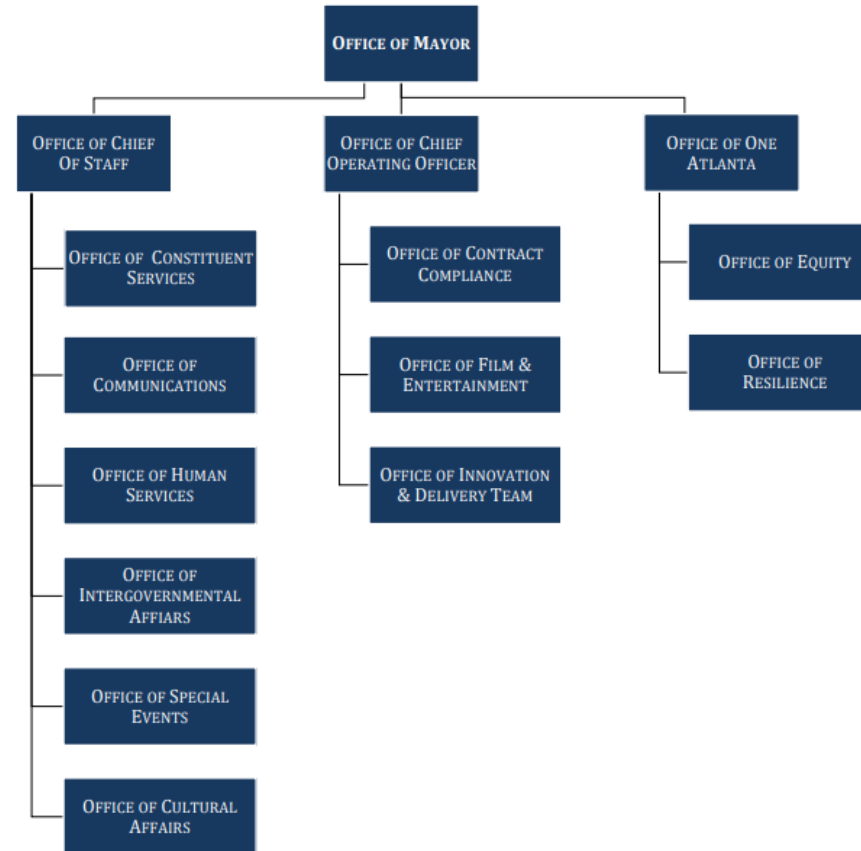 OFFICE OF MAYOR
OFFICE OF CHIEF
OF STAFF
OFFICE OF CHIEF
OPERATING OFFICER
OFFICE OF ONE
ATLANTA
OFFICE OF CONSTITUENT
SERVICES
OFFICE OF
COMMUNICATIONS
OFFICE OF HUMAN
SERVICES
OFFICE OF
INTERGOVERNMENTAL
AFFIARS
OFFICE OF SPECIAL
EVENTS
OFFICE OF CULTURAL
AFFAIRS
OFFICE OF CONTRACT
COMPLIANCE
OFFICE OF FILM &
ENTERTAINMENT
OFFICE OF INNOVATION
& DELIVERY TEAM
OFFICE OF EQUITY
OFFICE OF
RESILIENCE